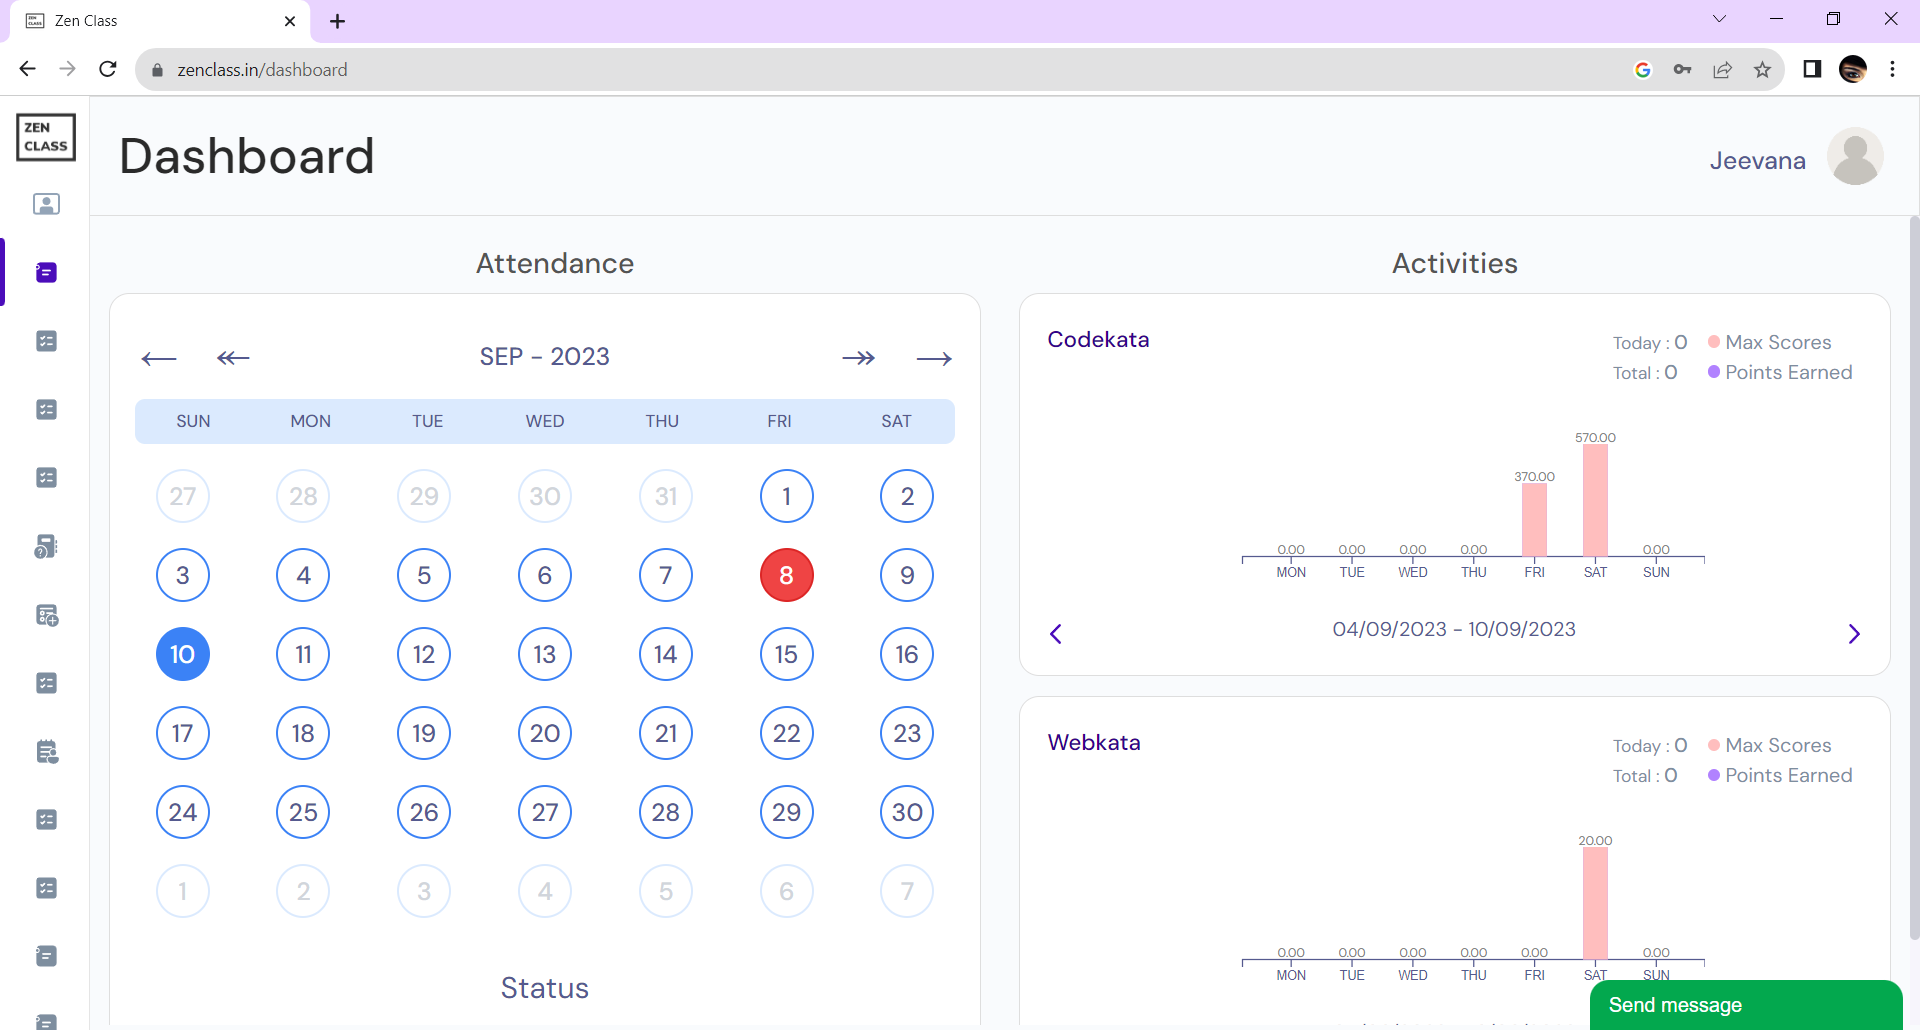 Zen Class
zenclass.in/dashboard
ZEN
CLASS
Dashboard
Jeevana
Attendance
SEP - 2023
SUN MON TUE WED THU FRI SAT
27 28 29 30 31 1 2
3 4 5 6 7 8 9
10 11 12 13 14 15 16
17 18 19 20 21 22 23
24 25 26 27 28 29 30
1 2 3 4 5 6 7
Status
Activities
Codekata
Today : 0 Max Scores
Total : 0 Points Earned
570.00
370.00
0.00 0.00 0.00 0.00 0.00
MON TUE WED THU FRI SAT SUN
04/09/2023 - 10/09/2023
Webkata
Today : 0 Max Scores
Total : 0 Points Earned
20.00
0.00 0.00 0.00 0.00 0.00 0.00
MON TUE WED THU FRI SAT SUN
Send message